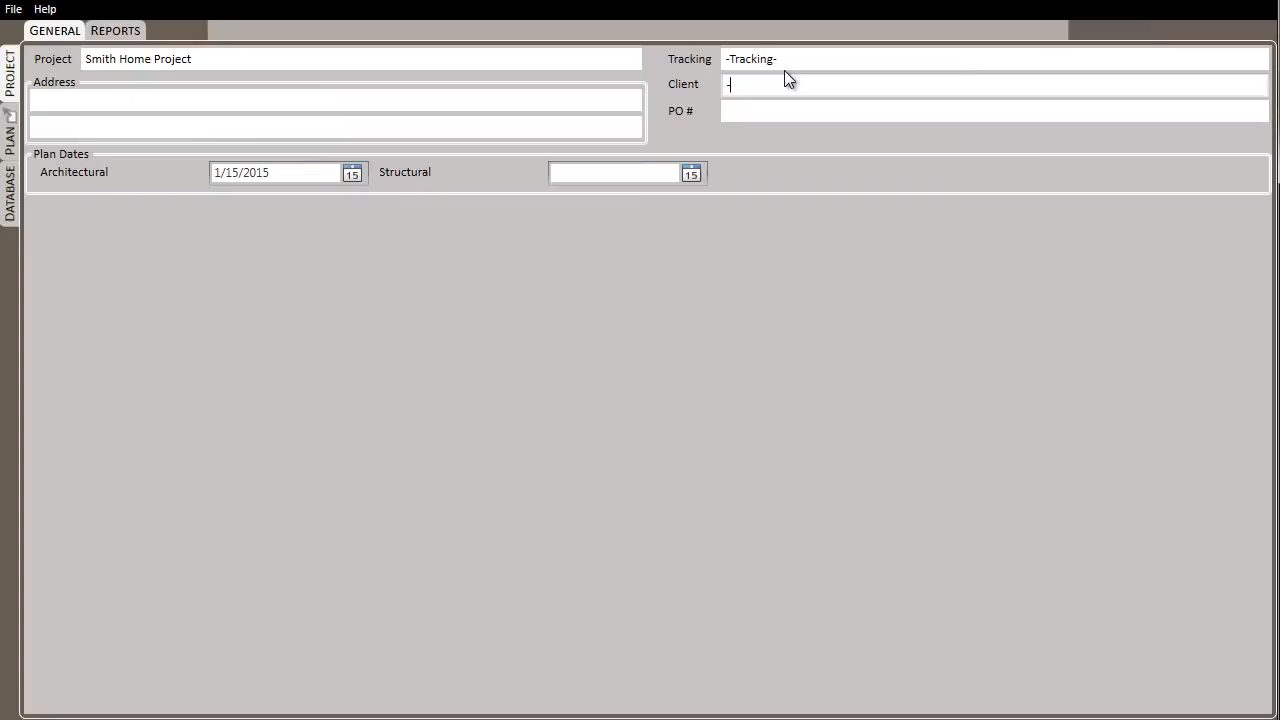 File Help
GENERAL REPORTS
PROJECT
PLAN
DATABASE
Project Smith Home Project
Address
Tracking -Tracking-
Client -
PO #
Plan Dates
Architectural 1/15/2015 15 Structural 15